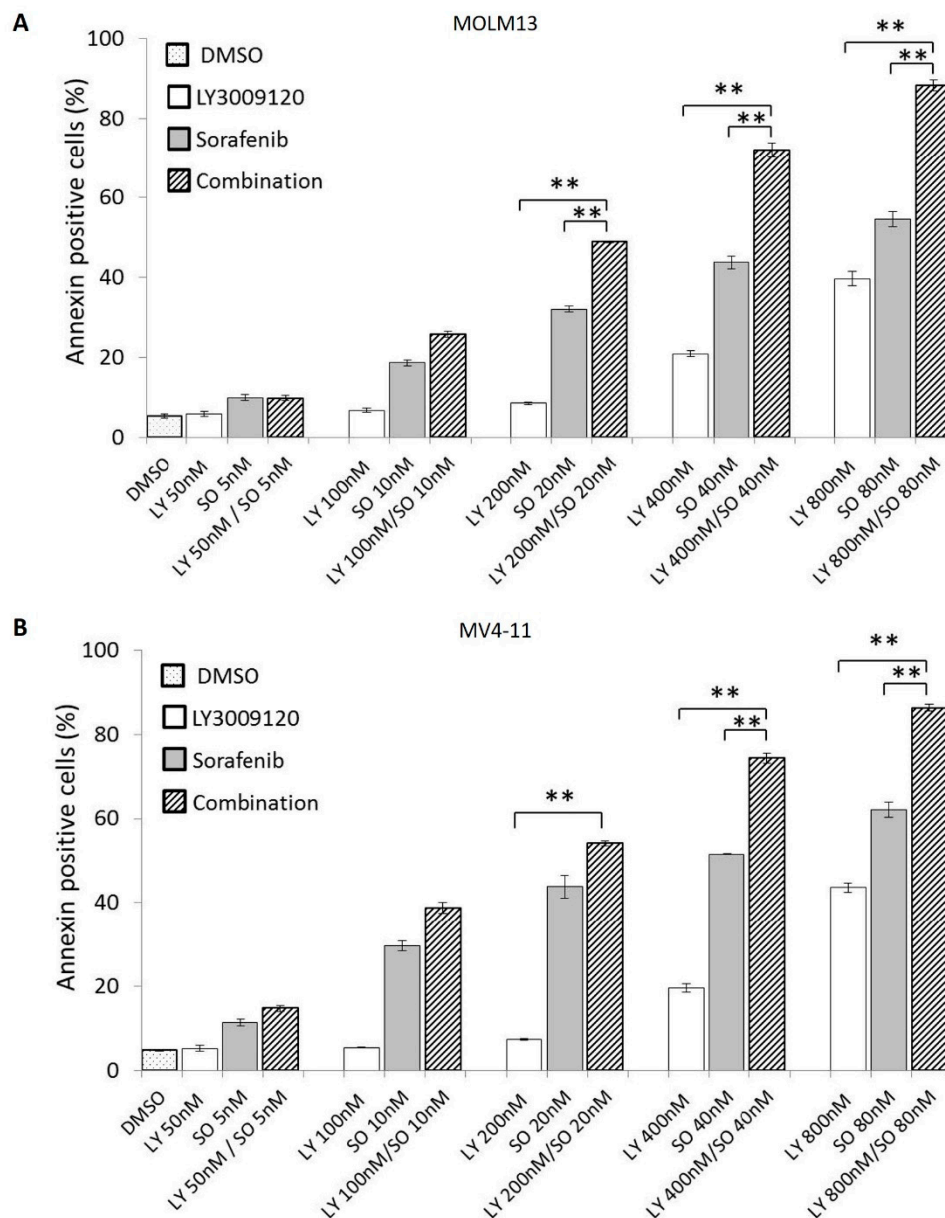 A
MOLM13
Annexin positive cells (%)
100
80
60
40
20
0
DMSO
LY3009120
Sorafenib
Combination
**
**
**
**
**
**
DMSO
LY 50nM
SO 5nM
LY 50nM / SO 5nM
LY 100nM
SO 10nM
LY 100nM/SO 10nM
LY 200nM
SO 20nM
LY 200nM/SO 20nM
LY 400nM
SO 40nM
LY 400nM/SO 40nM
LY 800nM
SO 80nM
LY 800nM/SO 80nM
B
MV4-11
Annexin positive cells (%)
100
80
60
40
20
0
DMSO
LY3009120
Sorafenib
Combination
**
**
**
**
**
DMSO
LY 50nM
SO 5nM
LY 50nM / SO 5nM
LY 100nM
SO 10nM
LY 100nM/SO 10nM
LY 200nM
SO 20nM
LY 200nM/SO 20nM
LY 400nM
SO 40nM
LY 400nM/SO 40nM
LY 800nM
SO 80nM
LY 800nM/SO 80nM